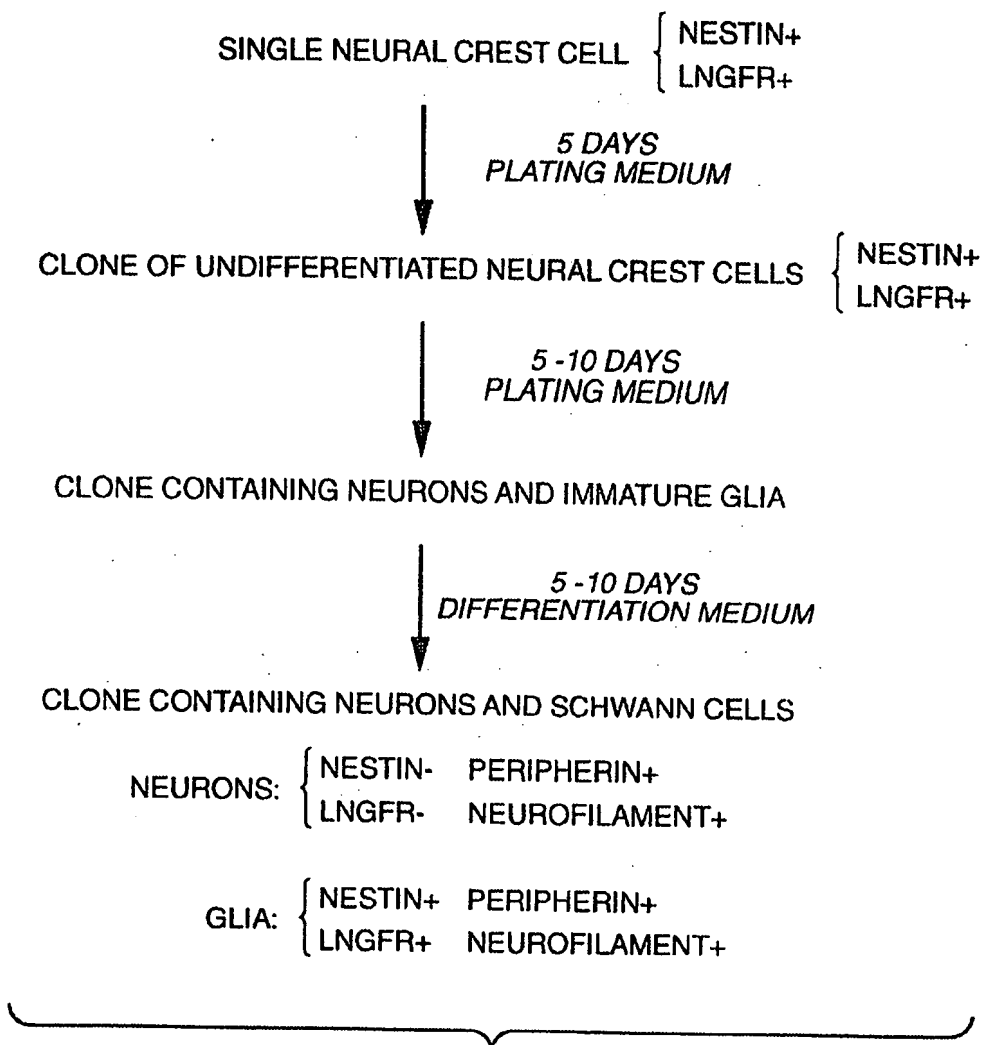 SINGLE NEURAL CREST CELL { NESTIN+
LNGFR+
5 DAYS
PLATING MEDIUM
CLONE OF UNDIFFERENTIATED NEURAL CREST CELLS { NESTIN+
LNGFR+
5 -10 DAYS
PLATING MEDIUM
CLONE CONTAINING NEURONS AND IMMATURE GLIA
5 -10 DAYS
DIFFERENTIATION MEDIUM
CLONE CONTAINING NEURONS AND SCHWANN CELLS
NEURONS: { NESTIN- PERIPHERIN+
LNGFR- NEUROFILAMENT+
GLIA: { NESTIN+ PERIPHERIN+
LNGFR+ NEUROFILAMENT+